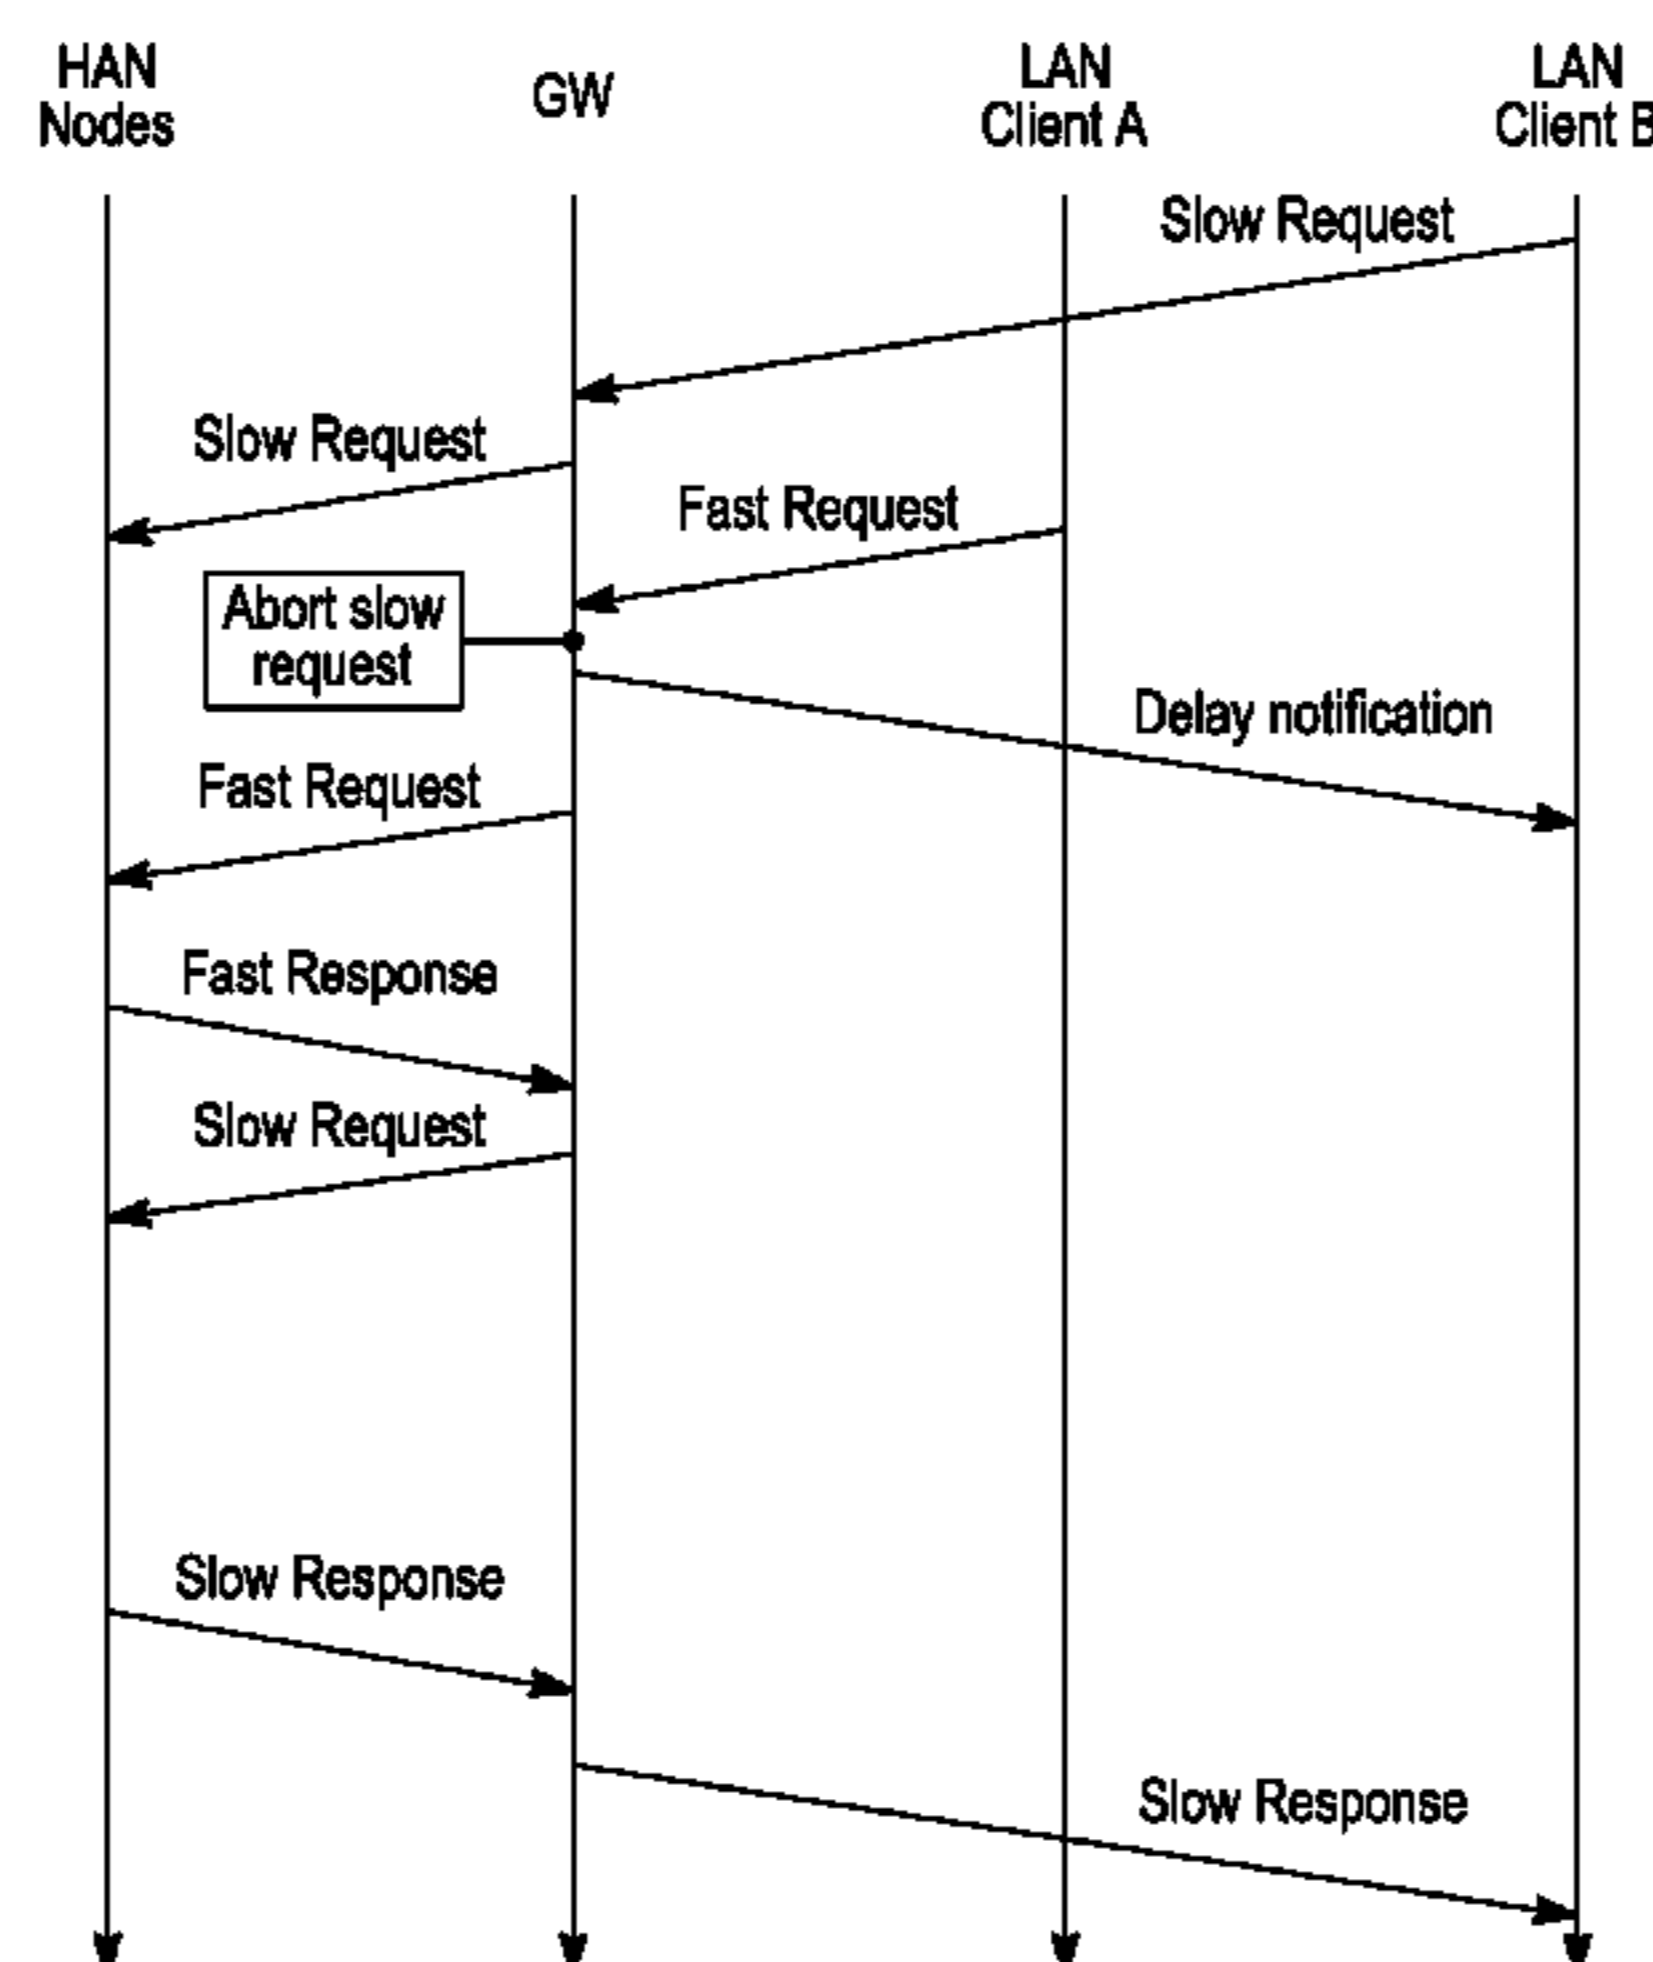 HAN
Nodes
GW
LAN
Client A
LAN
Client B
Slow Request
Slow Request
Fast Request
Abort slow
request
Delay notification
Fast Request
Fast Response
Slow Request
Slow Response
Slow Response